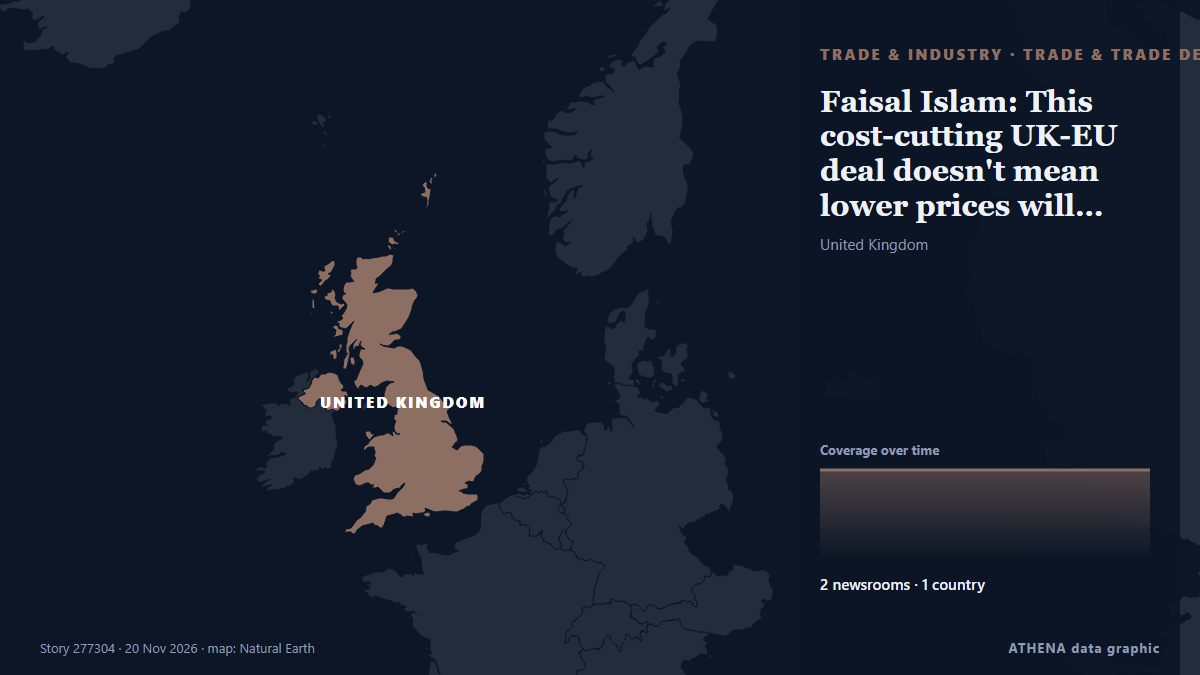 TRADE & INDUSTRY · TRADE & TRADE DE
Faisal Islam: This
cost-cutting UK-EU
deal doesn't mean
lower prices will...
United Kingdom
UNITED KINGDOM
Coverage over time
2 newsrooms · 1 country
Story 277304 · 20 Nov 2026 · map: Natural Earth
ATHENA data graphic